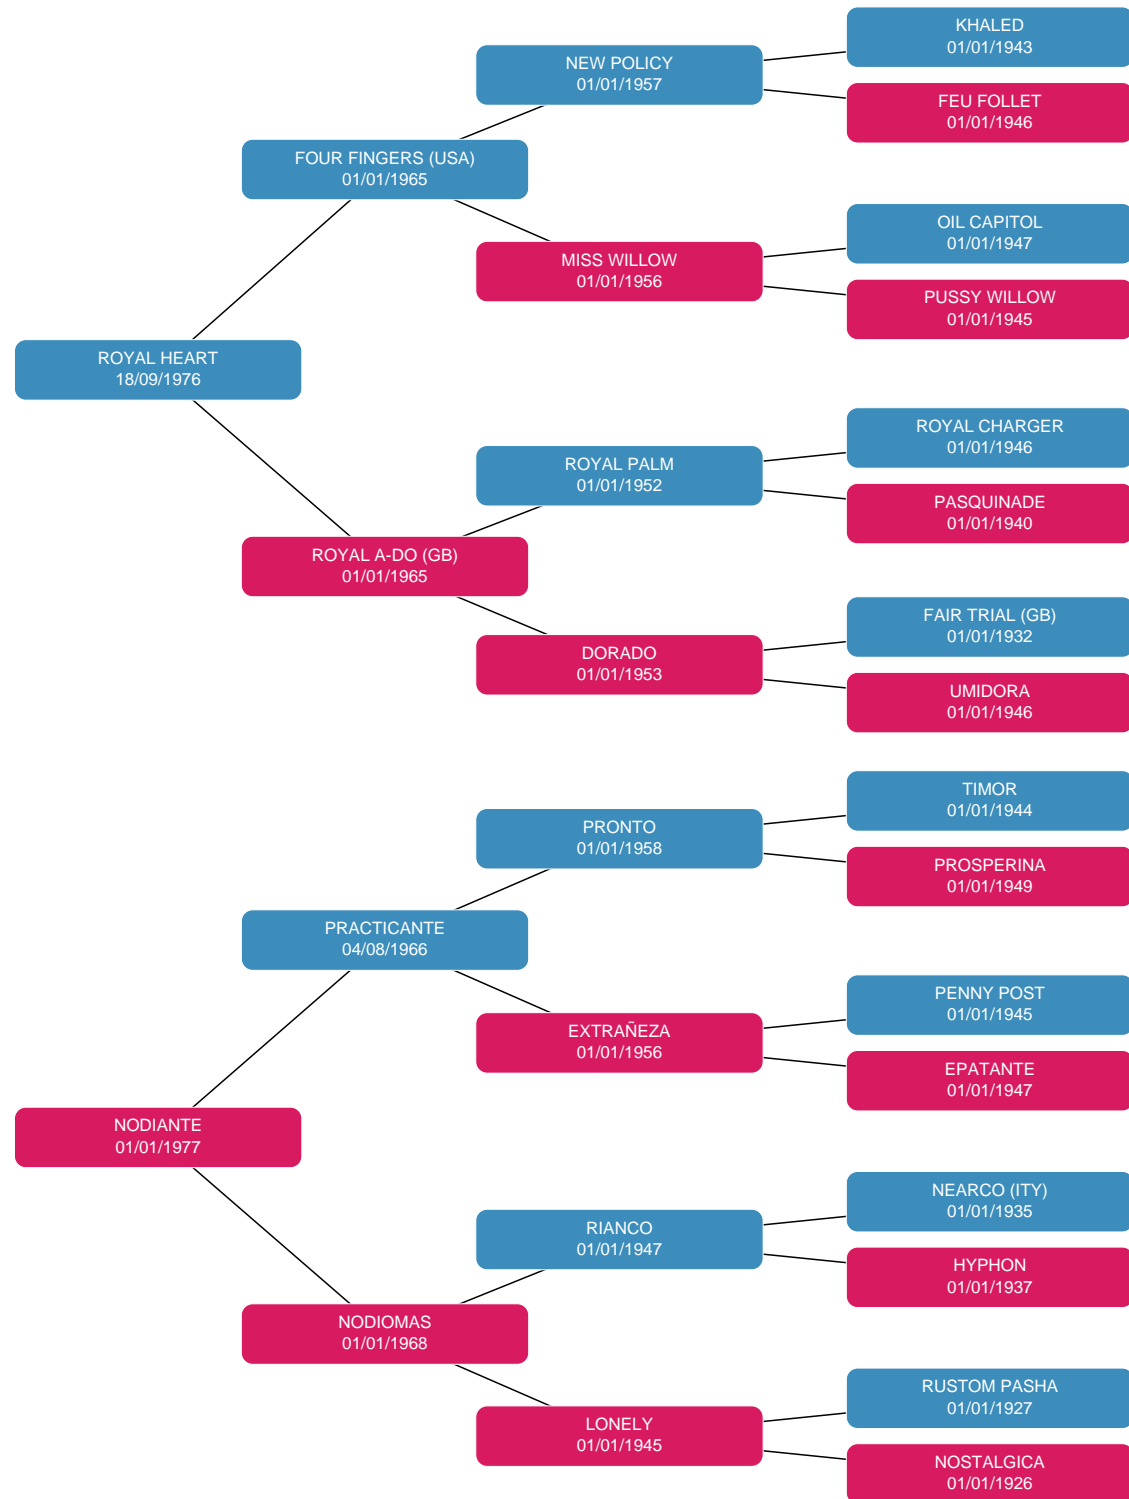 KHALED
01/01/1943
NEW POLICY
01/01/1957
FEU FOLLET
01/01/1946
FOUR FINGERS (USA)
01/01/1965
OIL CAPITOL
01/01/1947
MISS WILLOW
01/01/1956
PUSSY WILLOW
01/01/1945
ROYAL HEART
18/09/1976
ROYAL CHARGER
01/01/1946
ROYAL PALM
01/01/1952
PASQUINADE
01/01/1940
ROYAL A-DO (GB)
01/01/1965
FAIR TRIAL (GB)
01/01/1932
DORADO
01/01/1953
UMIDORA
01/01/1946
TIMOR
01/01/1944
PRONTO
01/01/1958
PROSPERINA
01/01/1949
PRACTICANTE
04/08/1966
PENNY POST
01/01/1945
EXTRAÑEZA
01/01/1956
EPATANTE
01/01/1947
NODIANTE
01/01/1977
NEARCO (ITY)
01/01/1935
RIANCO
01/01/1947
HYPHON
01/01/1937
NODIOMAS
01/01/1968
RUSTOM PASHA
01/01/1927
LONELY
01/01/1945
NOSTALGICA
01/01/1926